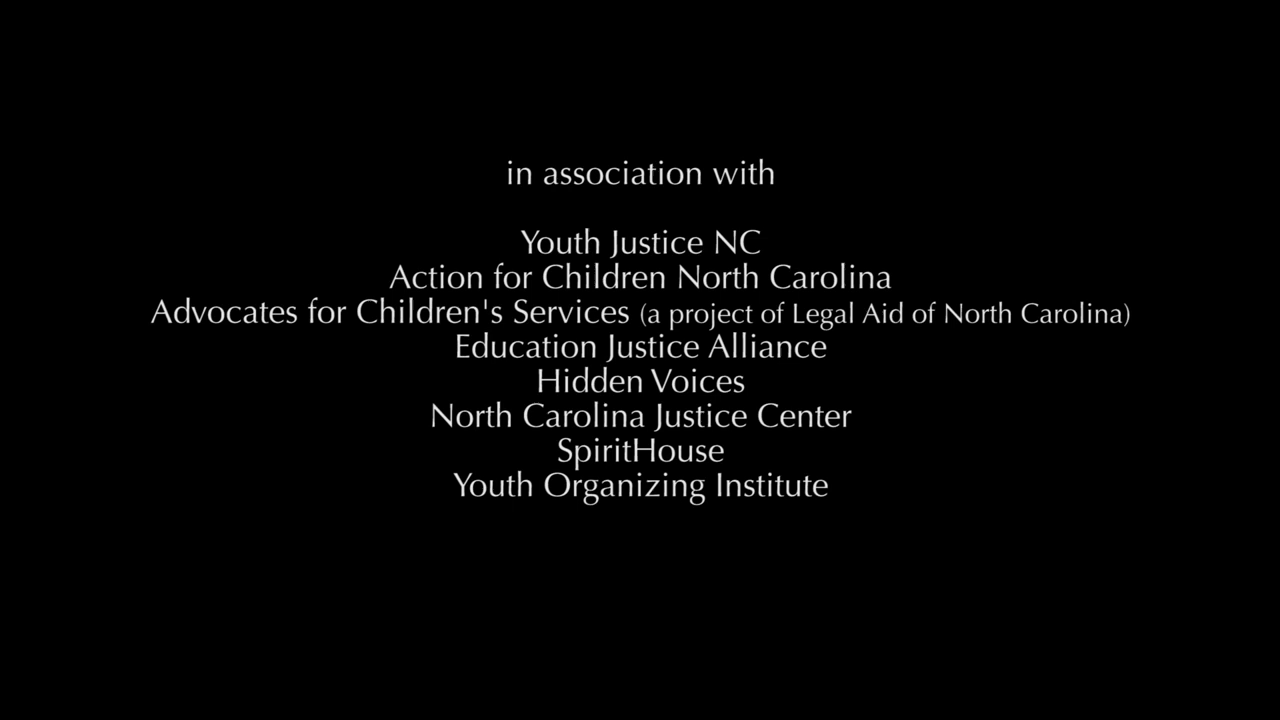 in association with
Youth Justice NC
Action for Children North Carolina
Advocates for Children's Services (a project of Legal Aid of North Carolina)
Education Justice Alliance
Hidden Voices
North Carolina Justice Center
SpiritHouse
Youth Organizing Institute